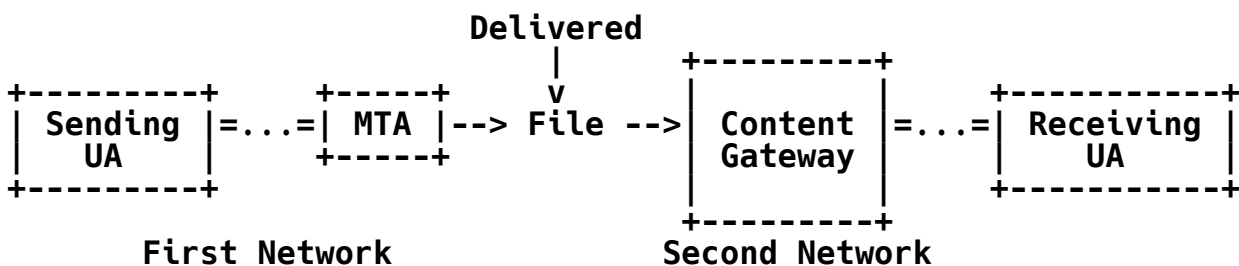 Delivered
Sending =...= MTA --> File --> Content =...= Receiving
UA Gateway UA
First Network Second Network